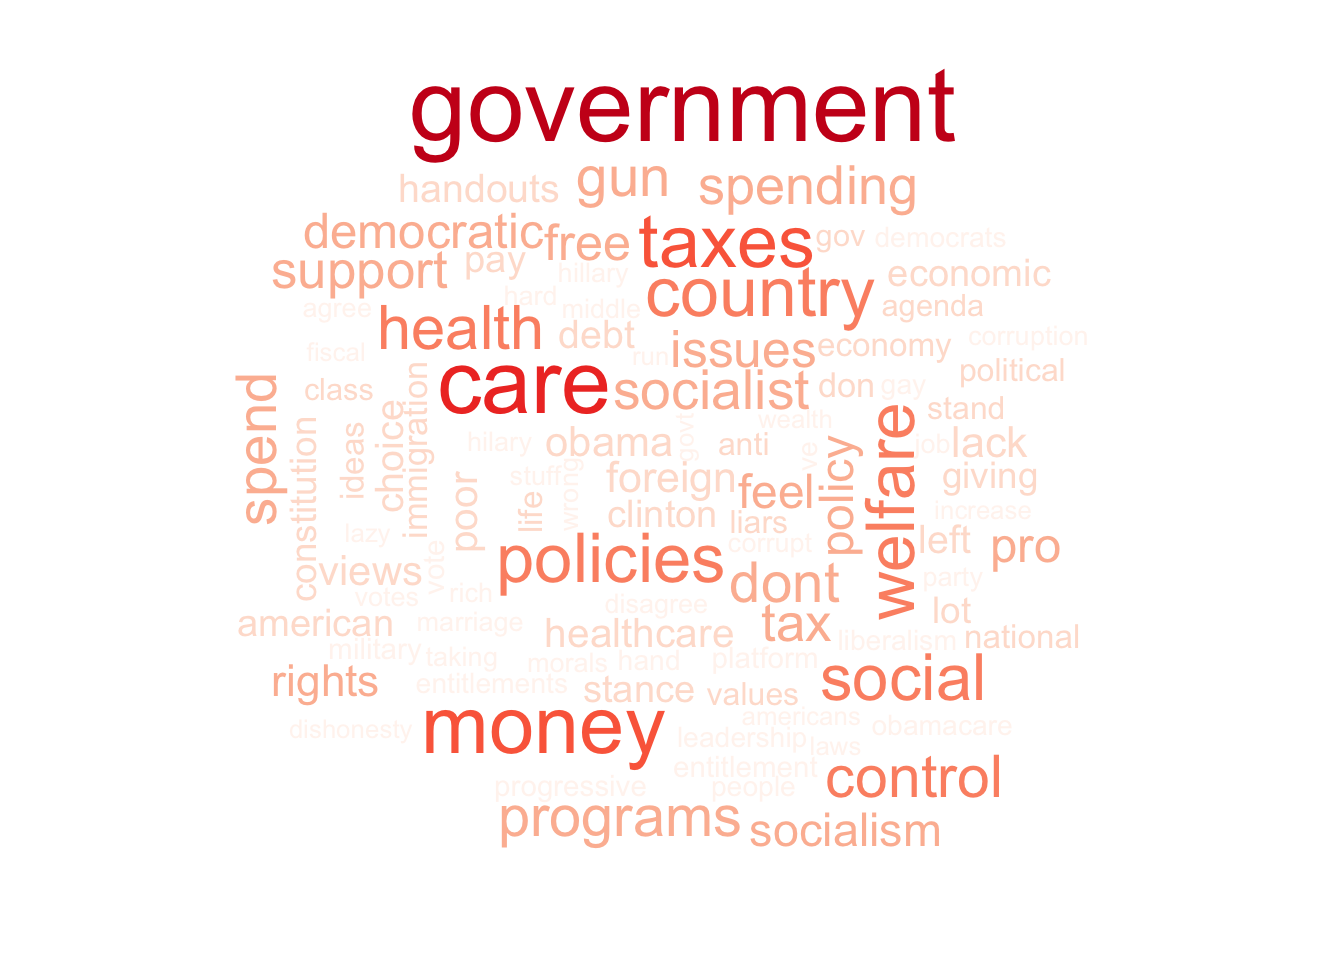 government
handouts gun spending
democratic free taxes gov democrats
support pay hillary country economic
agree hard middle agenda
health debt issues economy corruption
fiscal run political
care socialist don gay
class stand
spend constitution ideas choice immigration
hilary obama govt wealth anti ve policy welfare job lack
poor stuff foreign feel giving
life wrong clinton liars increase
lazy vote policies corrupt left pro
views dont party
votes rich disagree tax lot
american marriage healthcare liberalism national
military taking morals hand platform
rights entitlements stance values social
dishonesty money leadership americans laws obamacare
entitlement control
progressive people
programs socialism